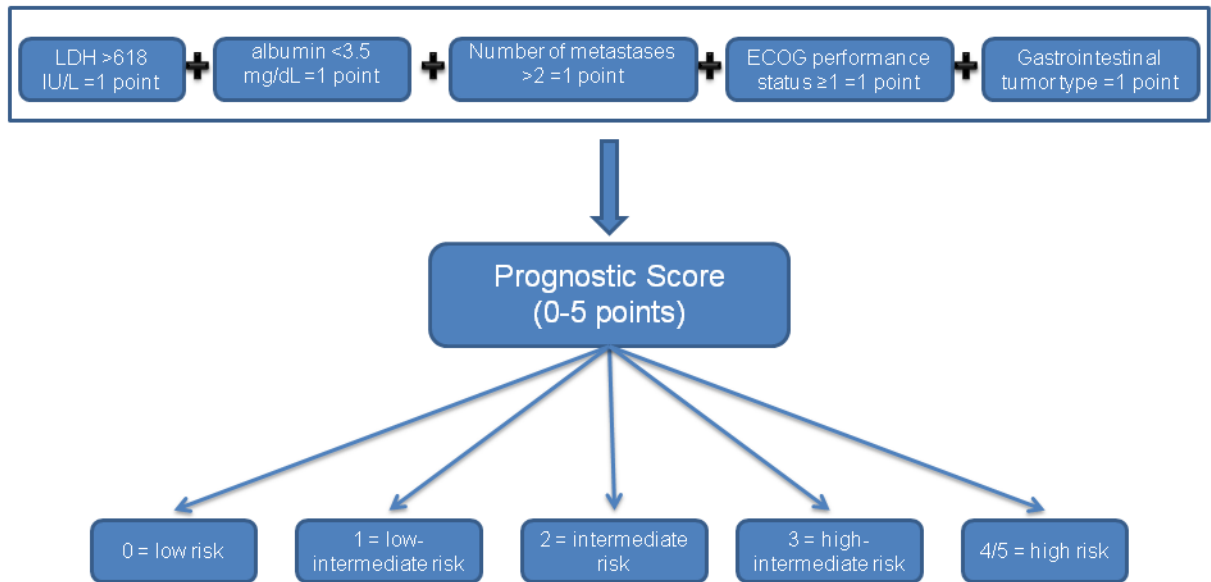 LDH >618
IU/L =1 point
albumin <3.5
mg/dL =1 point
Number of metastases
>2 =1 point
ECOG performance
status ≥1 =1 point
Gastrointestinal
tumor type =1 point
Prognostic Score
(0-5 points)
0 = low risk
1 = low-
intermediate risk
2 = intermediate
risk
3 = high-
intermediate risk
4/5 = high risk